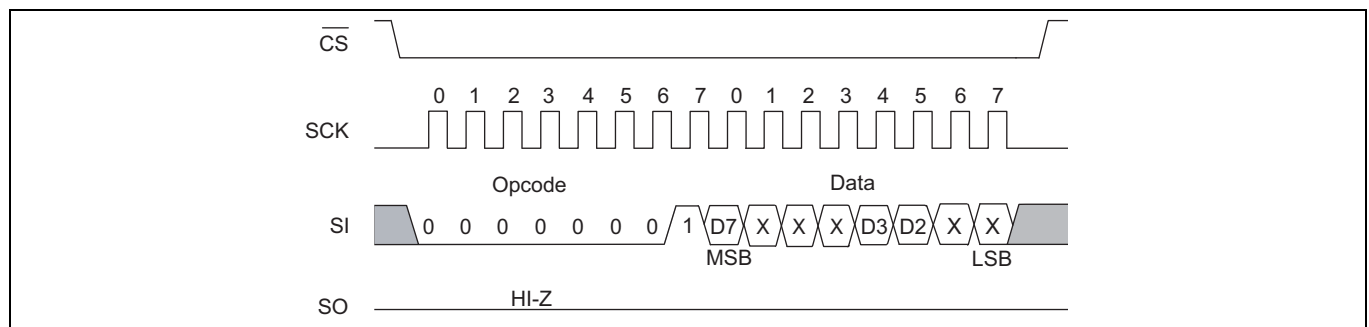 CS
0 1 2 3 4 5 6 7 0 1 2 3 4 5 6 7
SCK
Opcode Data
SI 0 0 0 0 0 0 0 1 D7 X X X D3 D2 X X
MSB LSB
HI-Z
SO